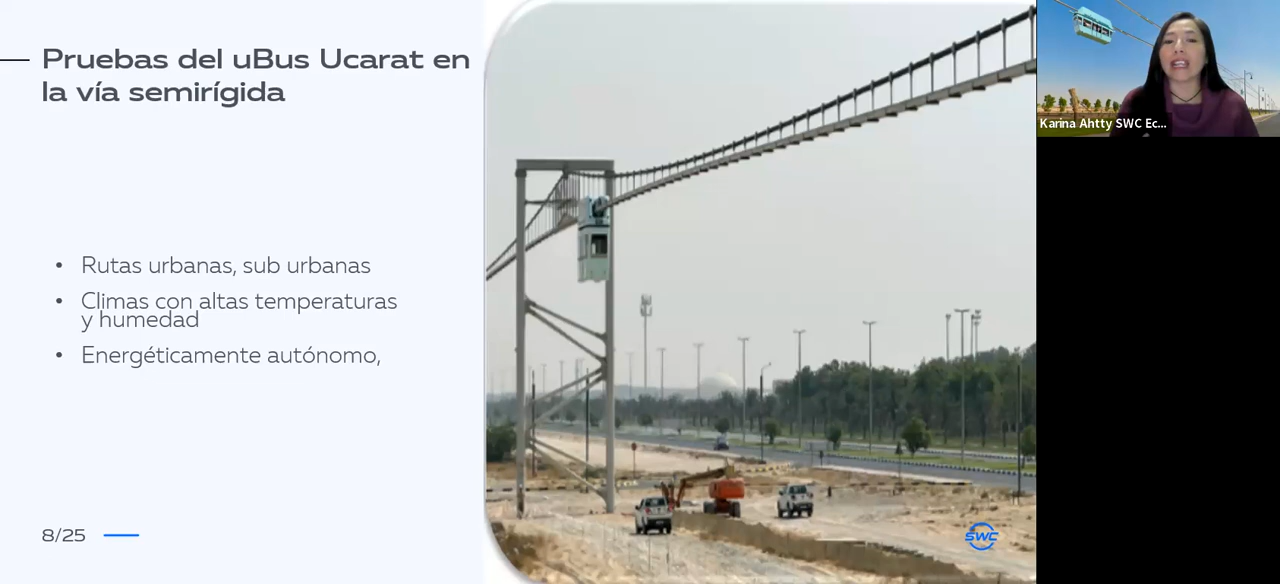 Pruebas del uBus Ucarat en
la vía semirígida
• Rutas urbanas, sub urbanas
• Climas con altas temperaturas
y humedad
• Energéticamente autónomo,
8/25
SWC
Karina Ahtty SWC Ec...